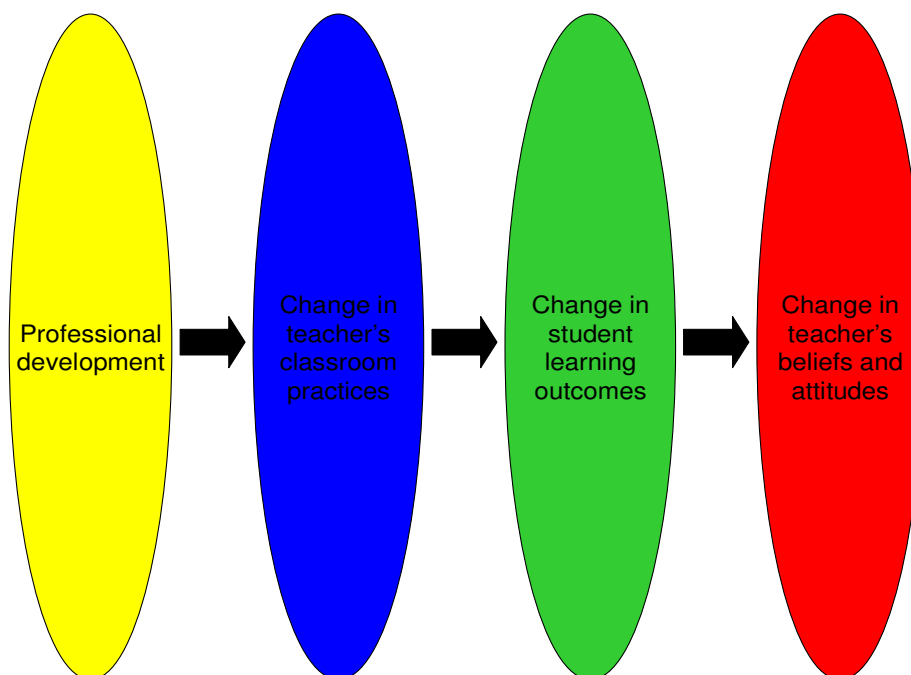 Professional
development
Change in
teacher's
classroom
practices
Change in
student
learning
outcomes
Change in
teacher's
beliefs and
attitudes